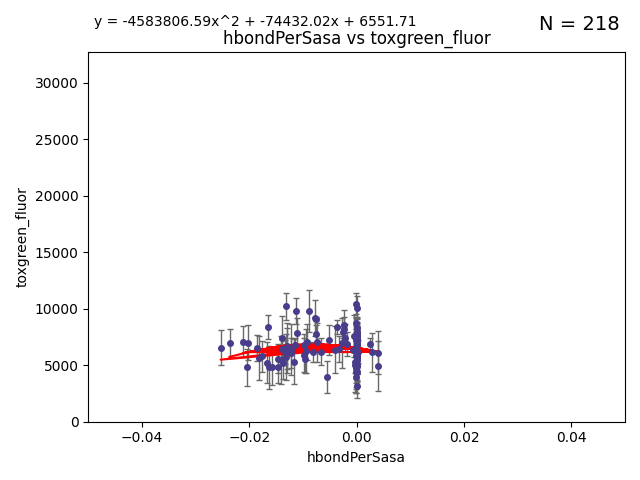 y = -4583806.59x^2 + -74432.02x + 6551.71
N = 218
hbondPerSasa vs toxgreen_fluor
30000
25000
20000
15000
10000
5000
0
toxgreen_fluor
−0.04
−0.02
0.00
0.02
0.04
hbondPerSasa